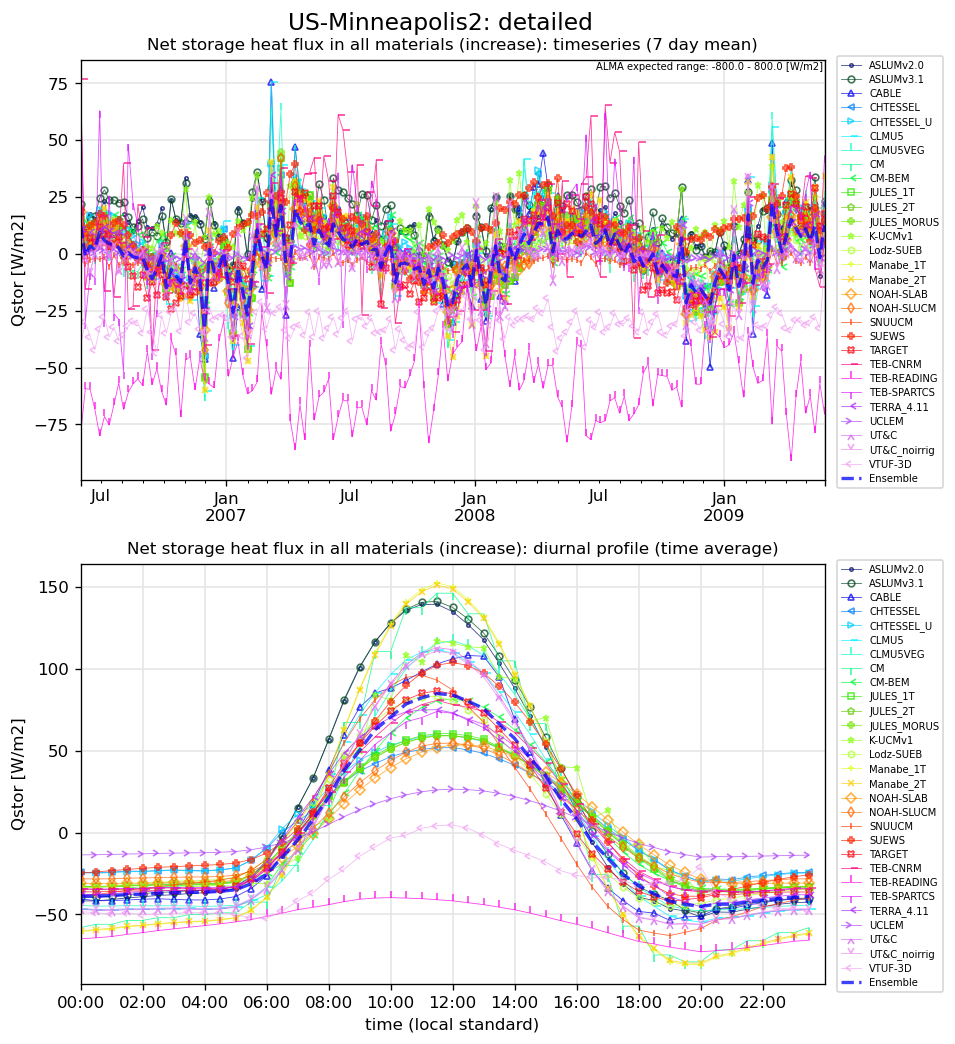 US-Minneapolis2: detailed
Net storage heat flux in all materials (increase): timeseries (7 day mean)
ALMA expected range: -800.0 - 800.0 [W/m2]
Qstor [W/m2]
75
50
25
0
−25
−50
−75
Jul
Jan
2007
Jul
Jan
2008
Jul
Jan
2009
ASLUMv2.0
ASLUMv3.1
CABLE
CHTESSEL
CHTESSEL_U
CLMU5
CLMU5VEG
CM
CM-BEM
JULES_1T
JULES_2T
JULES_MORUS
K-UCMv1
Lodz-SUEB
Manabe_1T
Manabe_2T
NOAH-SLAB
NOAH-SLUCM
SNUUCM
SUEWS
TARGET
TEB-CNRM
TEB-READING
TEB-SPARTCS
TERRA_4.11
UCLEM
UT&C
UT&C_noirrig
VTUF-3D
Ensemble
Net storage heat flux in all materials (increase): diurnal profile (time average)
Qstor [W/m2]
150
100
50
0
−50
00:00
02:00
04:00
06:00
08:00
10:00
12:00
14:00
16:00
18:00
20:00
22:00
time (local standard)
ASLUMv2.0
ASLUMv3.1
CABLE
CHTESSEL
CHTESSEL_U
CLMU5
CLMU5VEG
CM
CM-BEM
JULES_1T
JULES_2T
JULES_MORUS
K-UCMv1
Lodz-SUEB
Manabe_1T
Manabe_2T
NOAH-SLAB
NOAH-SLUCM
SNUUCM
SUEWS
TARGET
TEB-CNRM
TEB-READING
TEB-SPARTCS
TERRA_4.11
UCLEM
UT&C
UT&C_noirrig
VTUF-3D
Ensemble